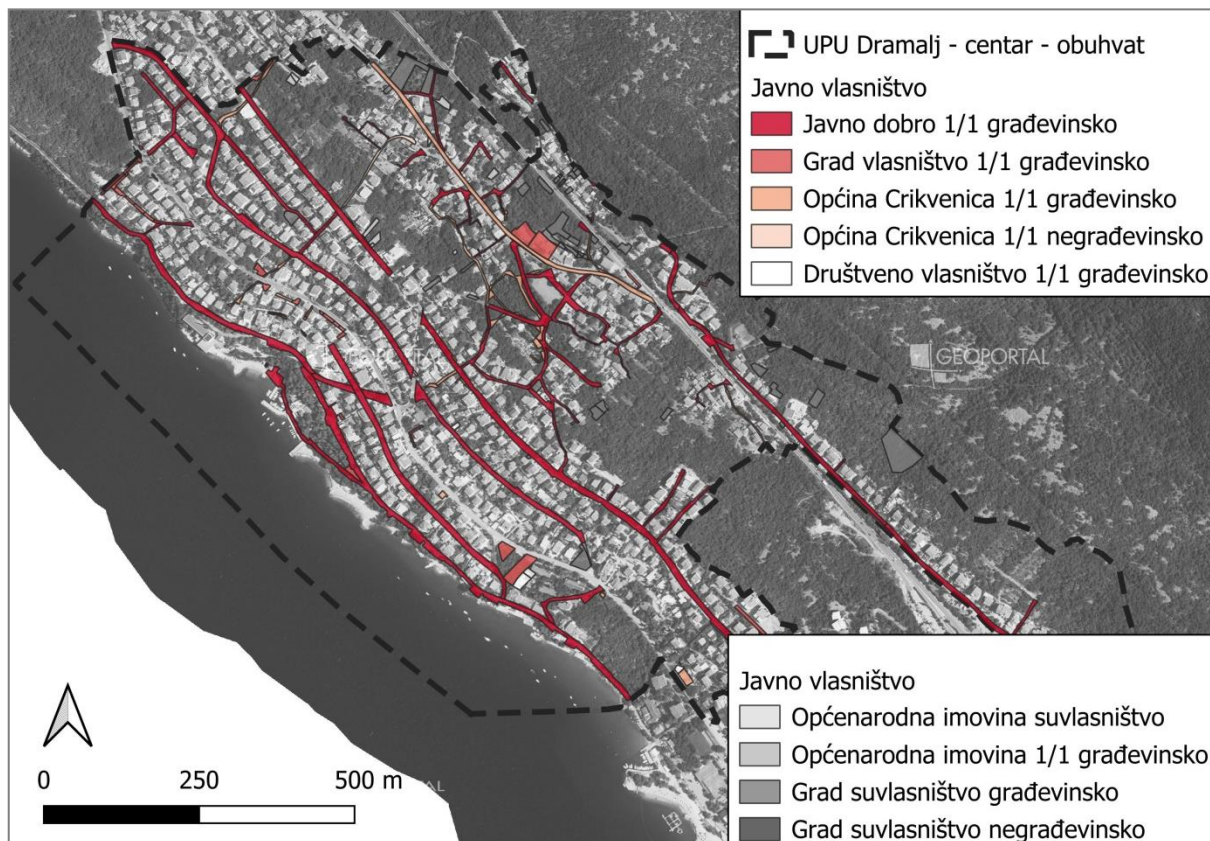 UPU Dramalj - centar - obuhvat
Javno vlasništvo
Javno dobro 1/1 građevinsko
Grad vlasništvo 1/1 građevinsko
Općina Crikvenica 1/1 građevinsko
Općina Crikvenica 1/1 negrađevinsko
Društveno vlasništvo 1/1 građevinsko
GEOPORTAL
Javno vlasništvo
Općenarodna imovina suvlasništvo
Općenarodna imovina 1/1 građevinsko
Grad suvlasništvo građevinsko
Grad suvlasništvo negrađevinsko
0 250 500 m